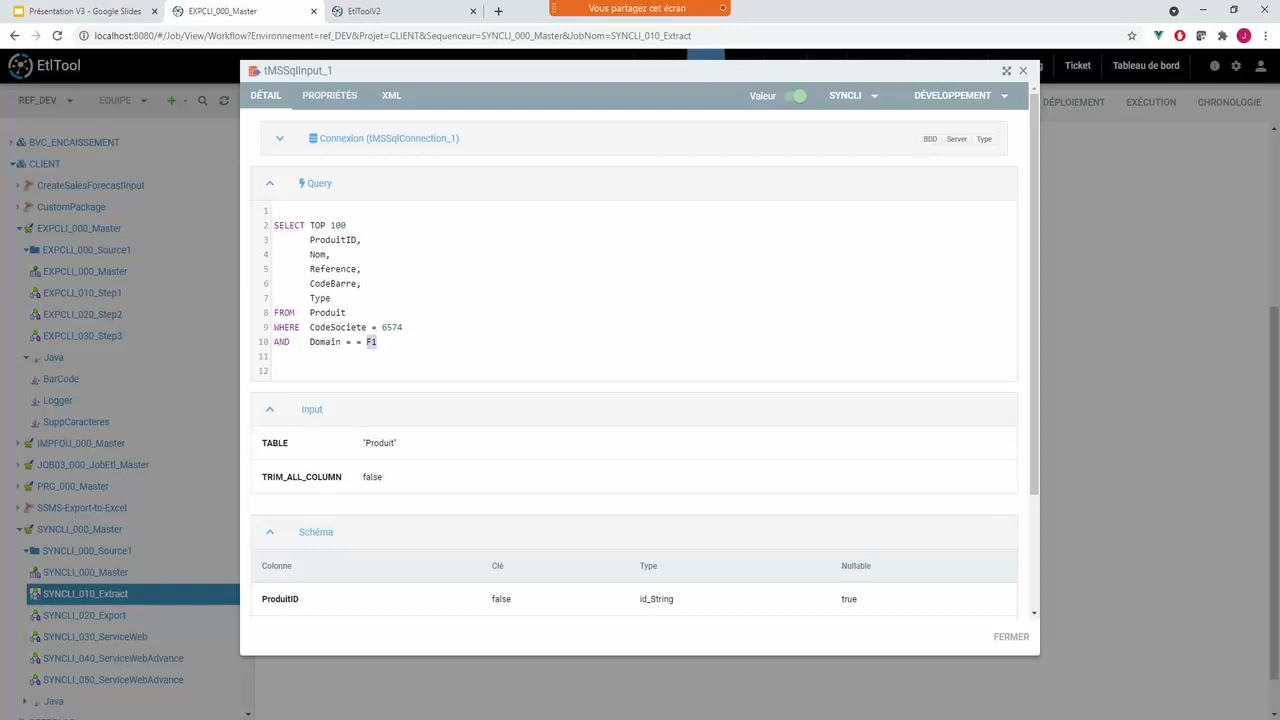 Présentation V3 – Google Slides
EXPCLI_000_Master
EtlToolV2
Vous partagez cet écran
localhost:8080/#/Job/View/Workflow?Environnement=ref_DEV&Projet=CLIENT&Sequenceur=SYNCLI_000_Master&JobNom=SYNCLI_010_Extract
J
EtlTool
Ticket
Tableau de bord
REF_DEV
EQUIPE
DÉPLOIEMENT
EXÉCUTION
CHRONOLOGIE
BVC_ENCAISSEMENT
CLIENT
CreateSalesForecastInput
CustomPackage
EXPCLI_000_Master
EXPCLI_000_Source1
EXPCLI_000_Master
EXPCLI_010_Step1
EXPCLI_020_Step2
EXPCLI_030_Step3
Java
BarCode
Logger
SuppCaracteres
IMPFOU_000_Master
JOB03_000_JobEtl_Master
PRG_000_Master
SSMS-Export-to-Excel
SYNCLI_000_Master
SYNCLI_000_Source1
SYNCLI_000_Master
SYNCLI_010_Extract
SYNCLI_020_Export
SYNCLI_030_ServiceWeb
SYNCLI_040_ServiceWebAdvance
SYNCLI_050_ServiceWebAdvance
Java
tMSSqlInput_1
DÉTAIL PROPRIÉTÉS XML Valeur SYNCLI DÉVELOPPEMENT
Connexion (tMSSqlConnection_1) BDD Server Type
Query
1
2 SELECT TOP 100
3 ProduitID,
4 Nom,
5 Reference,
6 CodeBarre,
7 Type
8 FROM Produit
9 WHERE CodeSociete = 6574
10 AND Domain = = F1
11
12
Input
TABLE "Produit"
TRIM_ALL_COLUMN false
Schéma
Colonne Clé Type Nullable
ProduitID false id_String true
FERMER